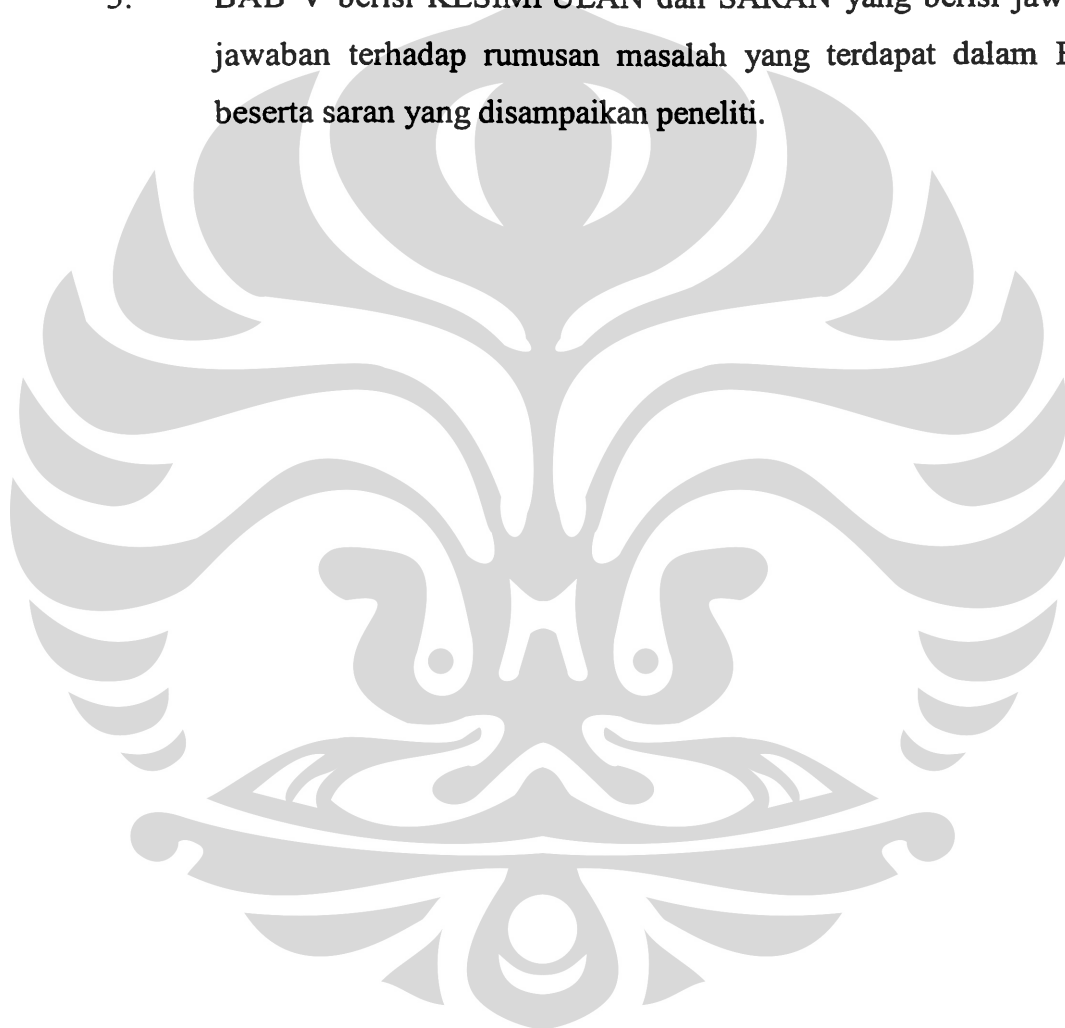 5. BAB V berisi KESIMPULAN dan SARAN yang berisi
jawaban terhadap rumusan masalah yang terdapat dalam
beserta saran yang disampaikan peneliti.